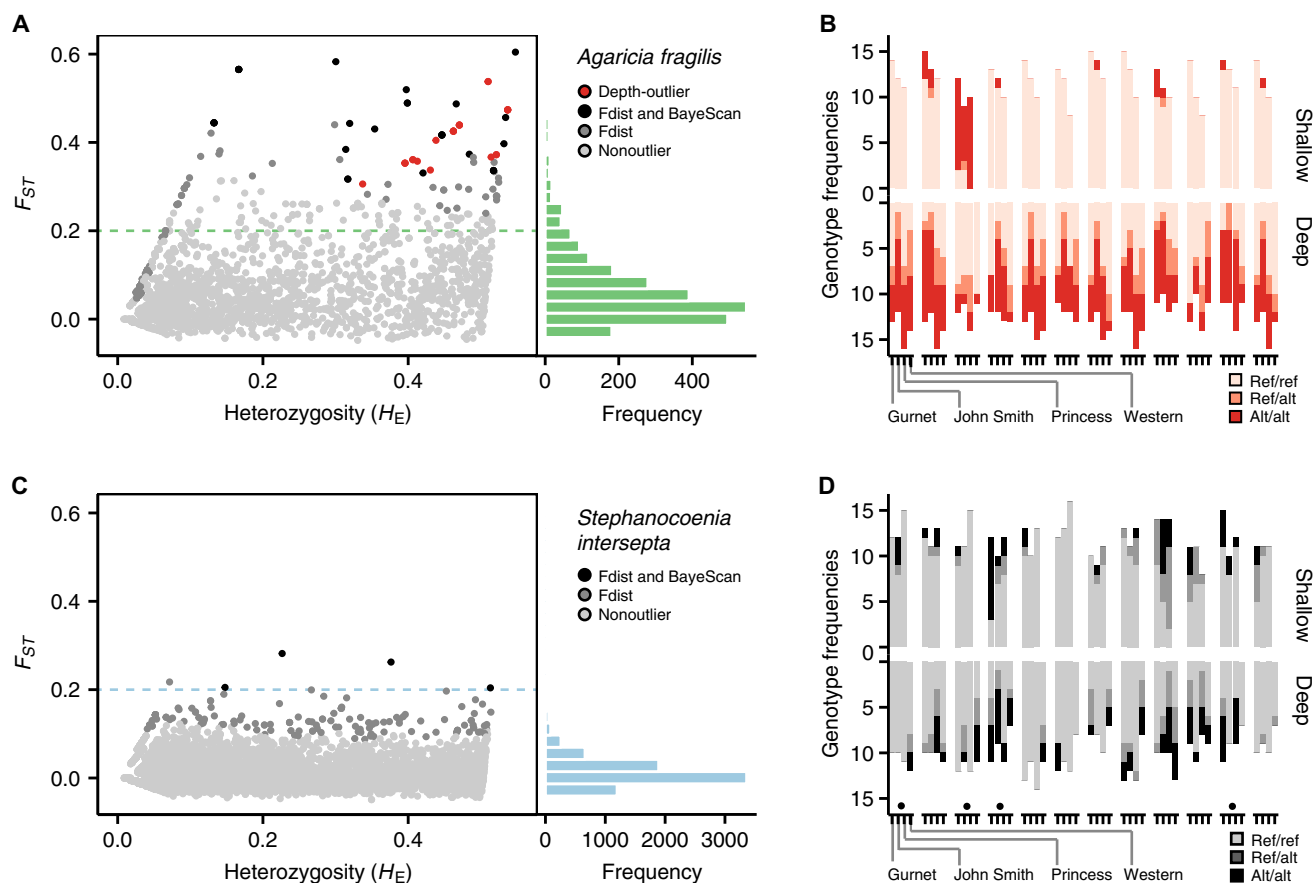 A
0.6
0.4
0.2
0.0
F_ST
0.0
0.2
0.4
Heterozygosity (H_E)
Agaricia fragilis
Depth-outlier
Fdist and BayeScan
Fdist
Nonoutlier
0
200
400
Frequency
B
15
10
5
0
5
10
15
Genotype frequencies
Shallow
Deep
Gurnet
John Smith
Princess
Western
Ref/ref
Ref/alt
Alt/alt
C
0.6
0.4
0.2
0.0
F_ST
0.0
0.2
0.4
Heterozygosity (H_E)
Stephanocoenia
intersepta
Fdist and BayeScan
Fdist
Nonoutlier
0
1000
2000
3000
Frequency
D
15
10
5
0
5
10
15
Genotype frequencies
Shallow
Deep
Gurnet
John Smith
Princess
Western
Ref/ref
Ref/alt
Alt/alt